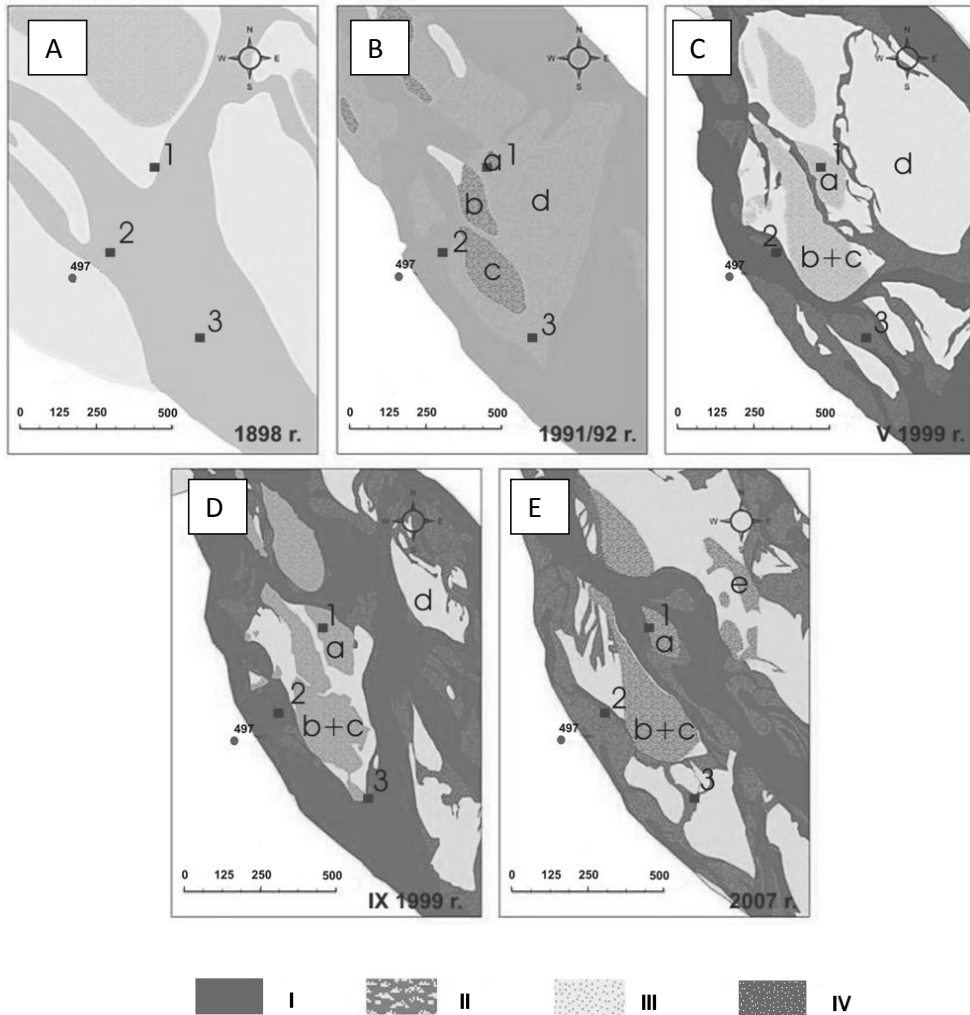 A
N
W E
S
1
2
497
3
0 125 250 500
1898 r.
B
N
W E
S
a 1
b d
2
497
c
3
0 125 250 500
1991/92 r.
C
N
W E
S
1
a d
2
497
b+c
3
0 125 250 500
V 1999 r.
D
N
W E
S
d
1
a
2
497
b+c
3
0 125 250 500
IX 1999 r.
E
N
W E
S
e
1
a
2
497
b+c
3
0 125 250 500
2007 r.
I II III IV